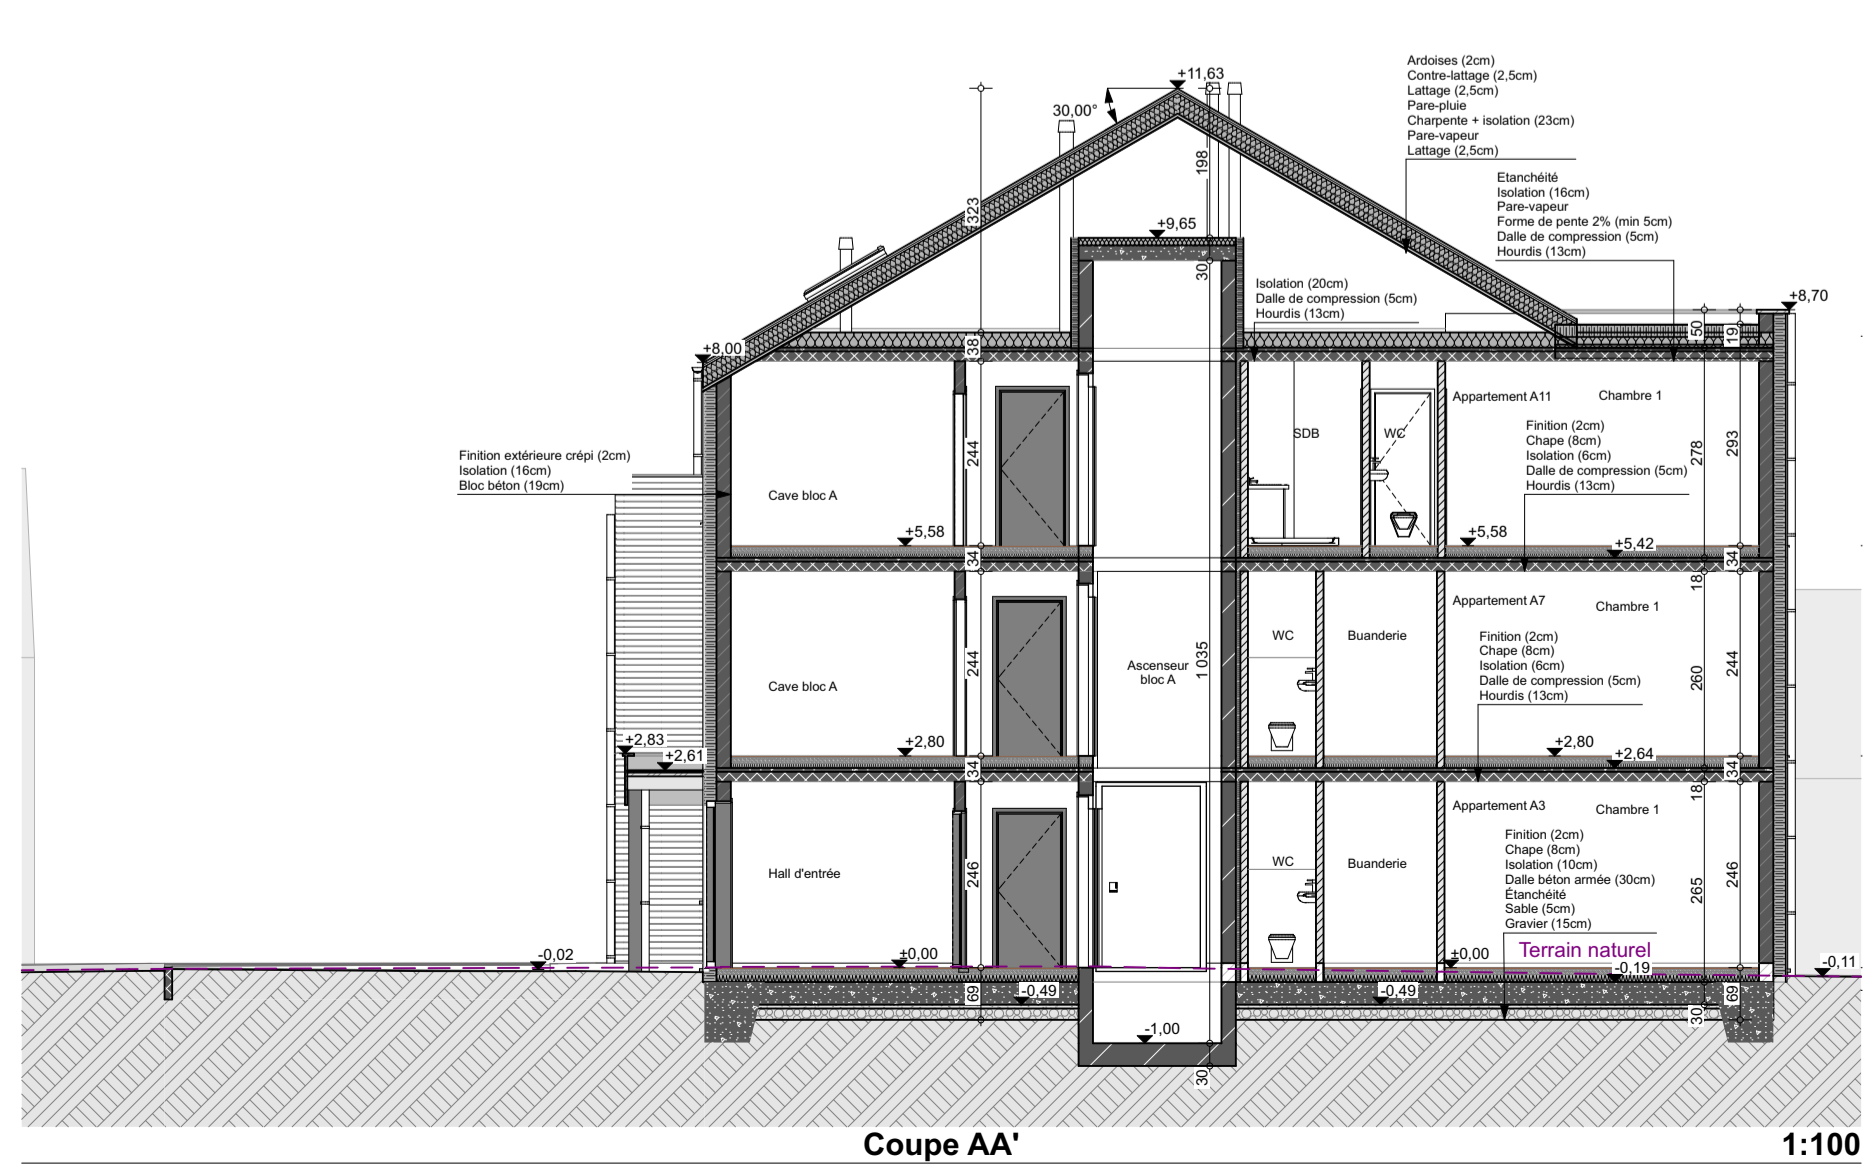 Ardoises (2cm)
Contre-lattage (2,5cm)
Lattage (2,5cm)
Pare-pluie
Charpente + isolation (23cm)
Pare-vapeur
Lattage (2,5cm)
+11,63
30,00°
198
323
Etanchéité
Isolation (16cm)
Pare-vapeur
Forme de pente 2% (min 5cm)
Dalle de compression (5cm)
Hourdis (13cm)
+9,65
30
Isolation (20cm)
Dalle de compression (5cm)
Hourdis (13cm)
+8,70
50
19
38
+8,00
Appartement A11
Chambre 1
SDB
WC
Finition (2cm)
Chape (8cm)
Isolation (6cm)
Dalle de compression (5cm)
Hourdis (13cm)
244
278
293
Finition extérieure crépi (2cm)
Isolation (16cm)
Bloc béton (19cm)
Cave bloc A
+5,58
+5,58
+5,42
34
34
18
Appartement A7
Chambre 1
WC
Buanderie
Finition (2cm)
Chape (8cm)
Isolation (6cm)
Dalle de compression (5cm)
Hourdis (13cm)
244
Ascenseur
bloc A
1 035
260
244
Cave bloc A
+2,83
+2,61
+2,80
+2,80
+2,64
34
34
18
Appartement A3
Chambre 1
Finition (2cm)
Chape (8cm)
Isolation (10cm)
Dalle béton armée (30cm)
Étanchéité
Sable (5cm)
Gravier (15cm)
Hall d'entrée
246
WC
Buanderie
265
246
-0,02
±0,00
±0,00
Terrain naturel
-0,19
-0,11
69
-0,49
-0,49
69
30
-1,00
30
Coupe AA'
1:100